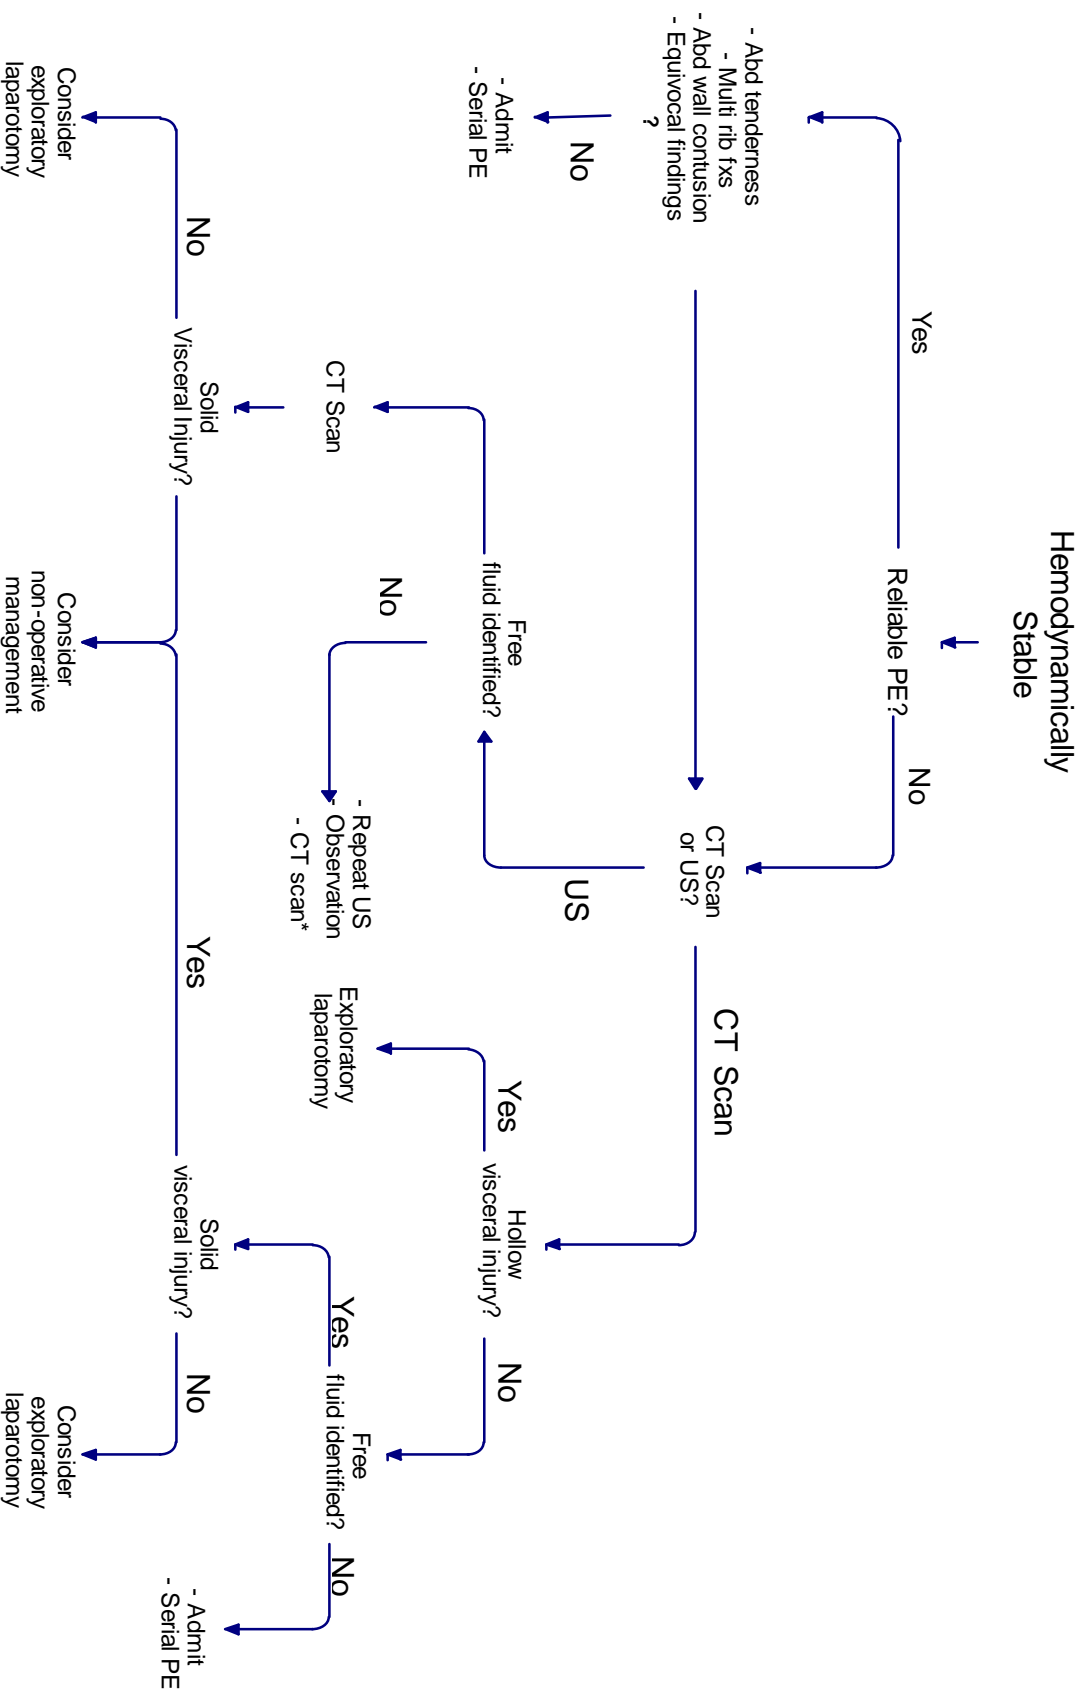 Hemodynamically
Stable
Reliable PE?
Yes
No
- Abd tenderness
- Multi rib fxs
- Abd wall contusion
- Equivocal findings
?
CT Scan
or US?
No
US
CT Scan
- Admit
- Serial PE
Free
fluid identified?
Hollow
visceral injury?
No
Yes
No
CT Scan
- Repeat US
- Observation
- CT scan*
Exploratory
laparotomy
Free
fluid identified?
Yes
No
Solid
Visceral Injury?
Solid
visceral injury?
- Admit
- Serial PE
No
Yes
No
Consider
exploratory
laparotomy
Consider
non-operative
management
Consider
exploratory
laparotomy